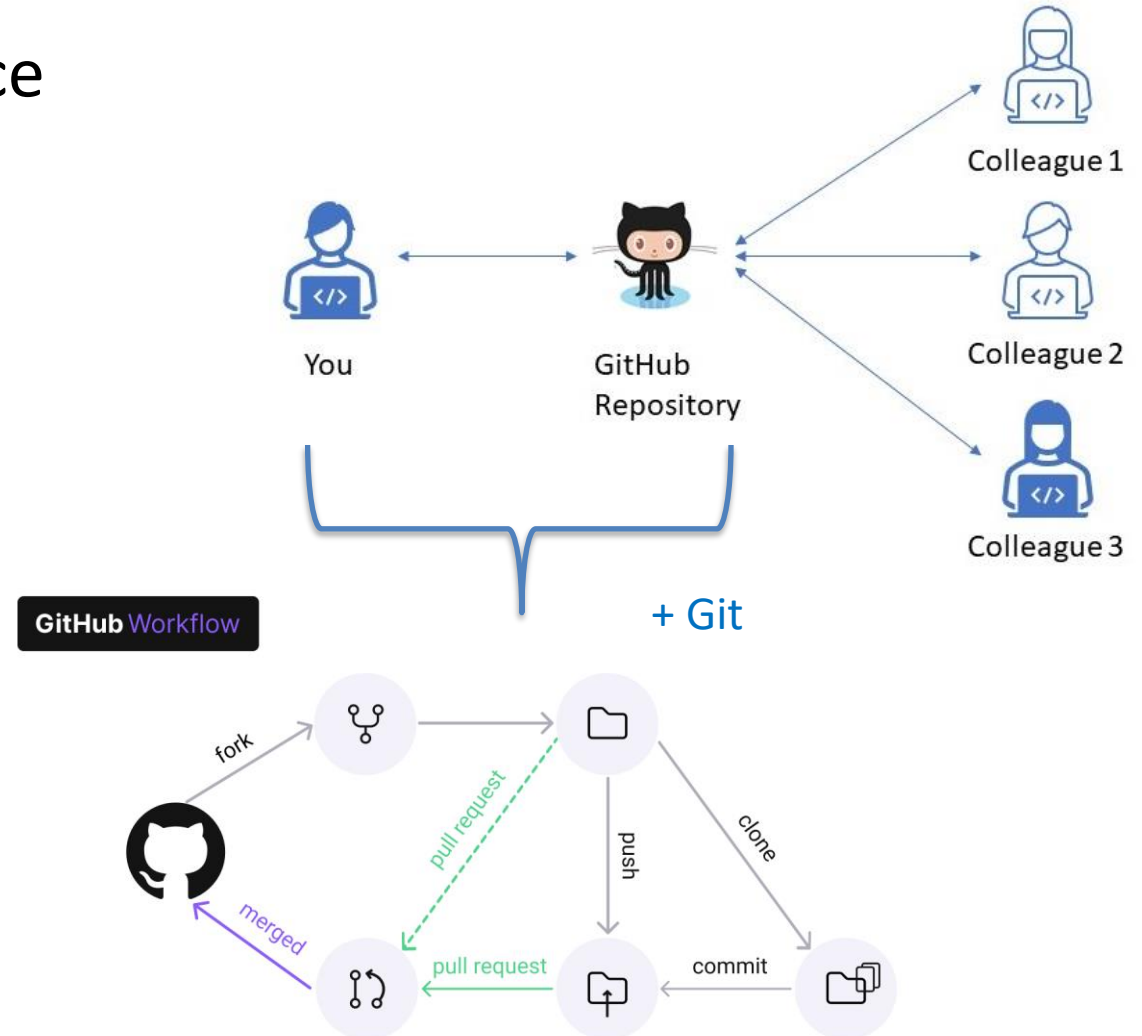 ce
</>
Colleague 1
</>
</>
You
GitHub
Repository
</>
Colleague 2
</>
Colleague 3
GitHub Workflow
+ Git
fork
pull request
push
clone
merged
pull request
commit